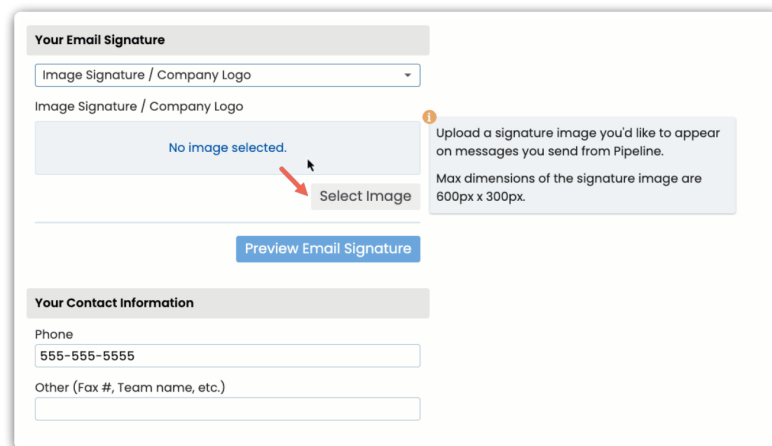 Your Email Signature
Image Signature / Company Logo
Image Signature / Company Logo
No image selected.
Select Image
Preview Email Signature
i
Upload a signature image you'd like to appear
on messages you send from Pipeline.
Max dimensions of the signature image are
600px x 300px.
Your Contact Information
Phone
555-555-5555
Other (Fax #, Team name, etc.)